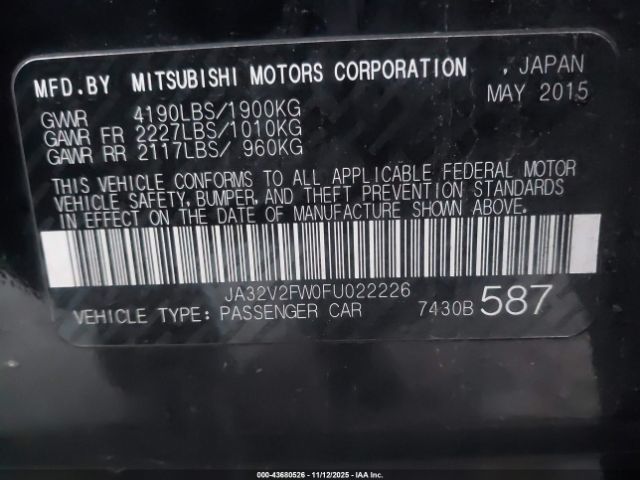 MFD.BY MITSUBISHI MOTORS CORPORATION , JAPAN
GVWR 4190LBS/1900KG MAY 2015
GAWR FR 2227LBS/1010KG
GAWR RR 2117LBS/ 960KG
THIS VEHICLE CONFORMS TO ALL APPLICABLE FEDERAL MOTOR
VEHICLE SAFETY, BUMPER, AND THEFT PREVENTION STANDARDS
IN EFFECT ON THE DATE OF MANUFACTURE SHOWN ABOVE.
JA32V2FW0FU022226
VEHICLE TYPE: PASSENGER CAR 7430B 587
000-43680526 - 11/12/2025 - IAA Inc.